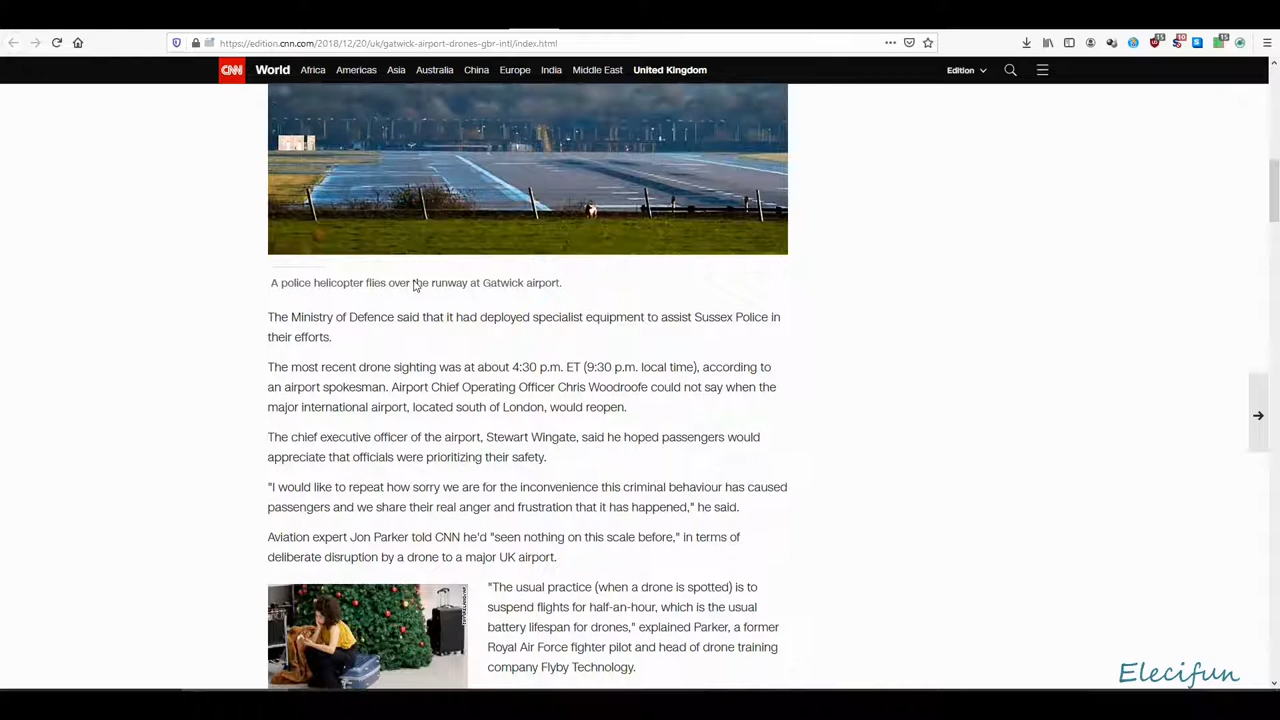 https://edition.cnn.com/2018/12/20/uk/gatwick-airport-drones-gbr-intl/index.html
15 10 15
CNN World Africa Americas Asia Australia China Europe India Middle East United Kingdom Edition
A police helicopter flies over the runway at Gatwick airport.
The Ministry of Defence said that it had deployed specialist equipment to assist Sussex Police in
their efforts.
The most recent drone sighting was at about 4:30 p.m. ET (9:30 p.m. local time), according to
an airport spokesman. Airport Chief Operating Officer Chris Woodroofe could not say when the
major international airport, located south of London, would reopen.
The chief executive officer of the airport, Stewart Wingate, said he hoped passengers would
appreciate that officials were prioritizing their safety.
"I would like to repeat how sorry we are for the inconvenience this criminal behaviour has caused
passengers and we share their real anger and frustration that it has happened," he said.
Aviation expert Jon Parker told CNN he'd "seen nothing on this scale before," in terms of
deliberate disruption by a drone to a major UK airport.
"The usual practice (when a drone is spotted) is to
suspend flights for half-an-hour, which is the usual
battery lifespan for drones," explained Parker, a former
Royal Air Force fighter pilot and head of drone training
company Flyby Technology.
Elecifun